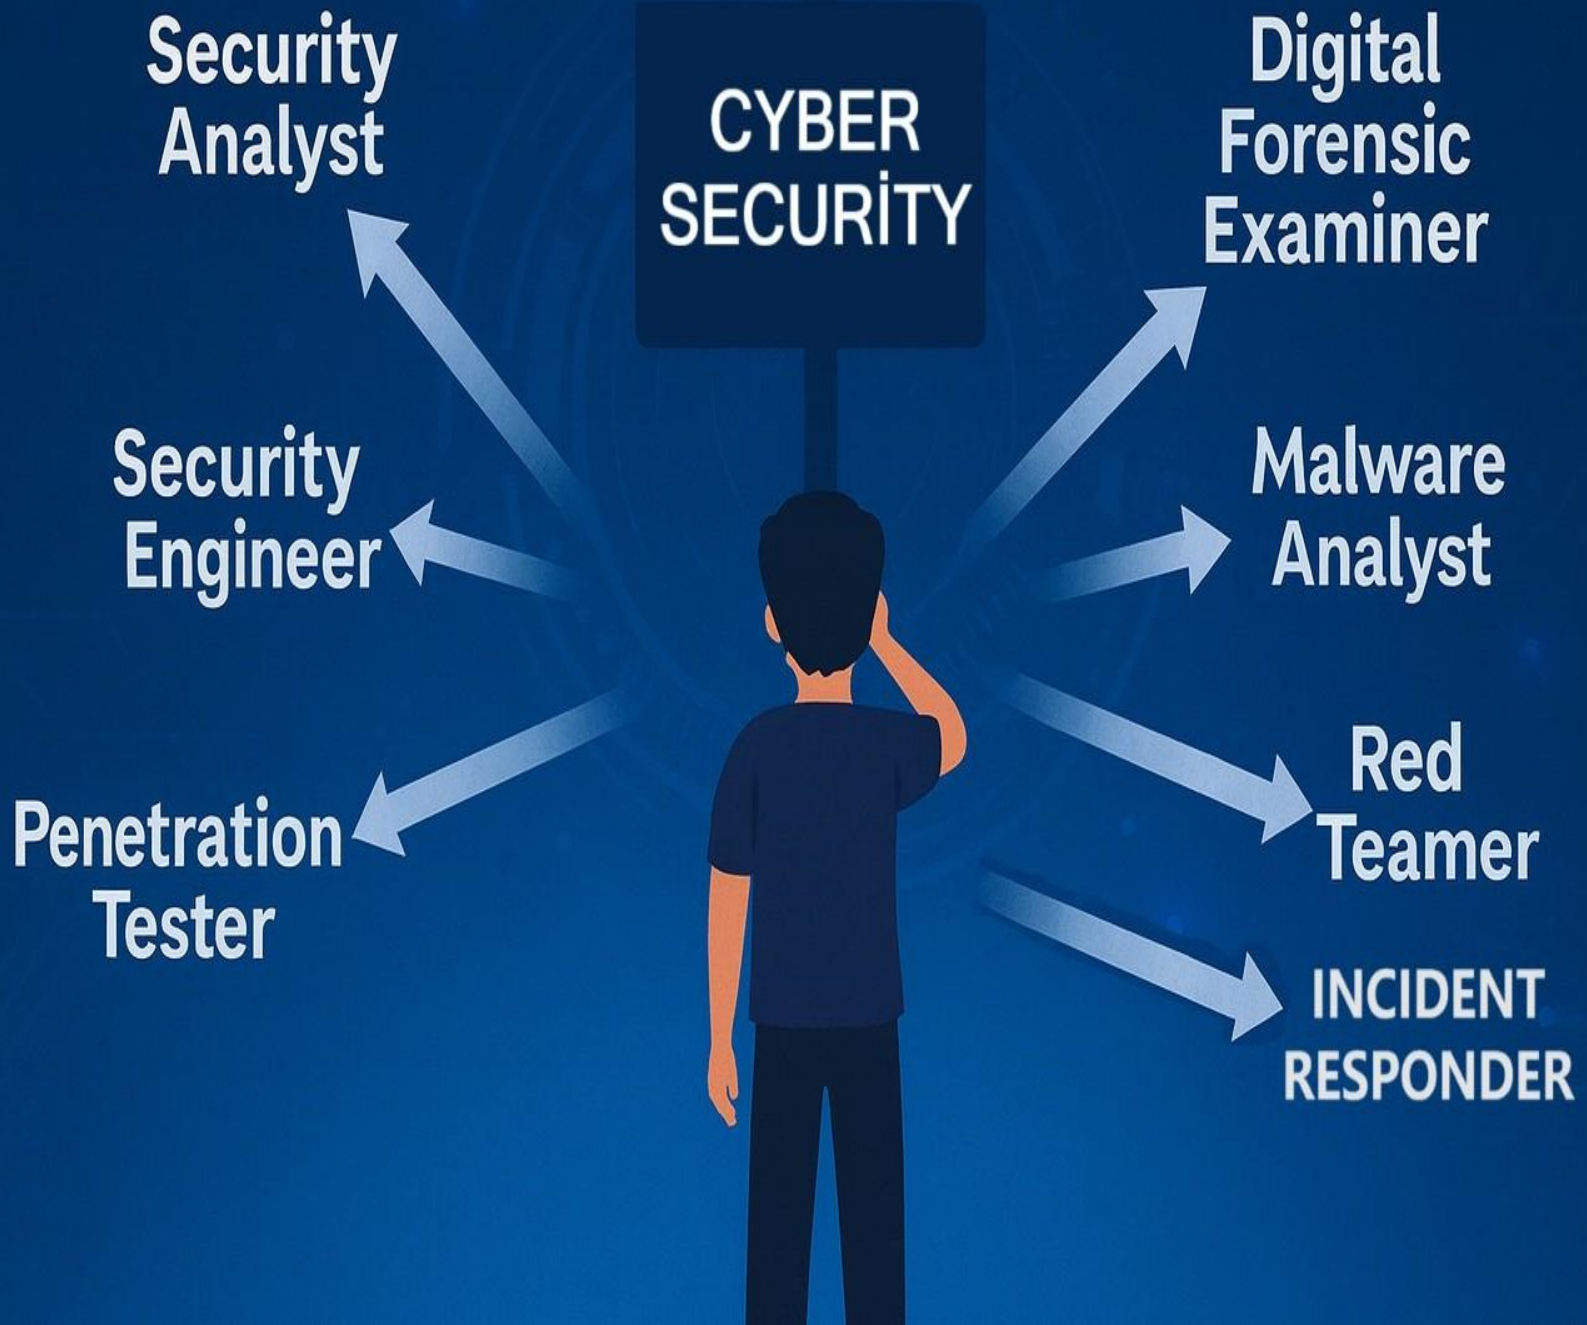 Security
Analyst
CYBER
SECURİTY
Digital
Forensic
Examiner
Security
Engineer
Malware
Analyst
Penetration
Tester
Red
Teamer
INCIDENT
RESPONDER